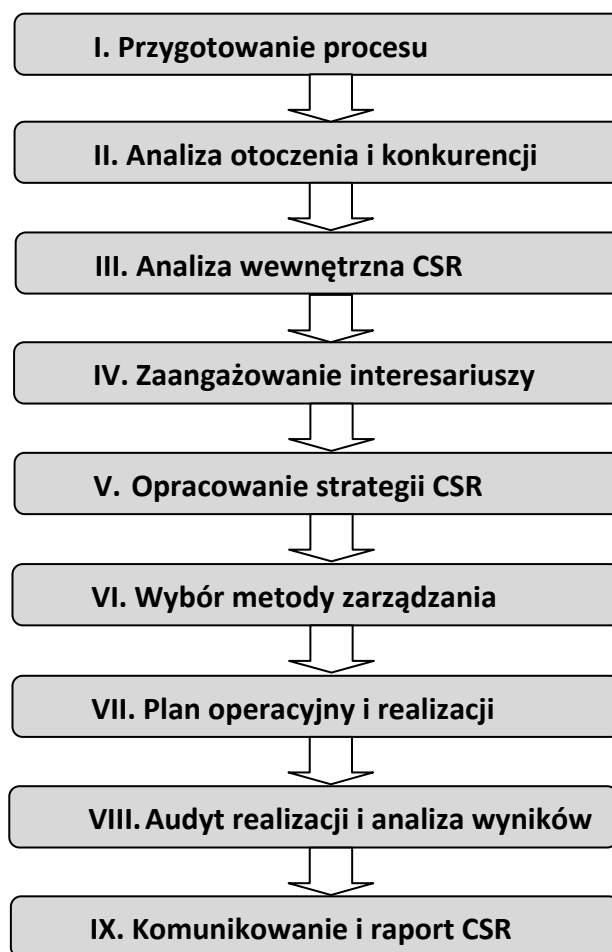 I. Przygotowanie procesu
II. Analiza otoczenia i konkurencji
III. Analiza wewnętrzna CSR
IV. Zaangażowanie interesariuszy
V. Opracowanie strategii CSR
VI. Wybór metody zarządzania
VII. Plan operacyjny i realizacji
VIII. Audyt realizacji i analiza wyników
IX. Komunikowanie i raport CSR